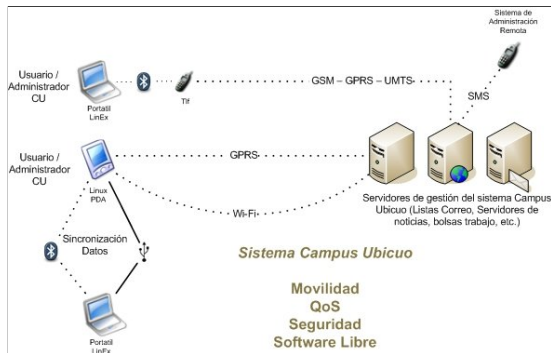 Sistema de
Administración
Remota
Usuario /
Administrador
CU
Portatil
LinEx
Tlf
GSM – GPRS – UMTS
SMS
Usuario /
Administrador
CU
Linux
PDA
GPRS
Wi-Fi
Servidores de gestión del sistema Campus
Ubicuo (Listas Correo, Servidores de
noticias, bolsas trabajo, etc.)
Sincronización
Datos
Portatil
LinEx
Sistema Campus Ubicuo
Movilidad
QoS
Seguridad
Software Libre